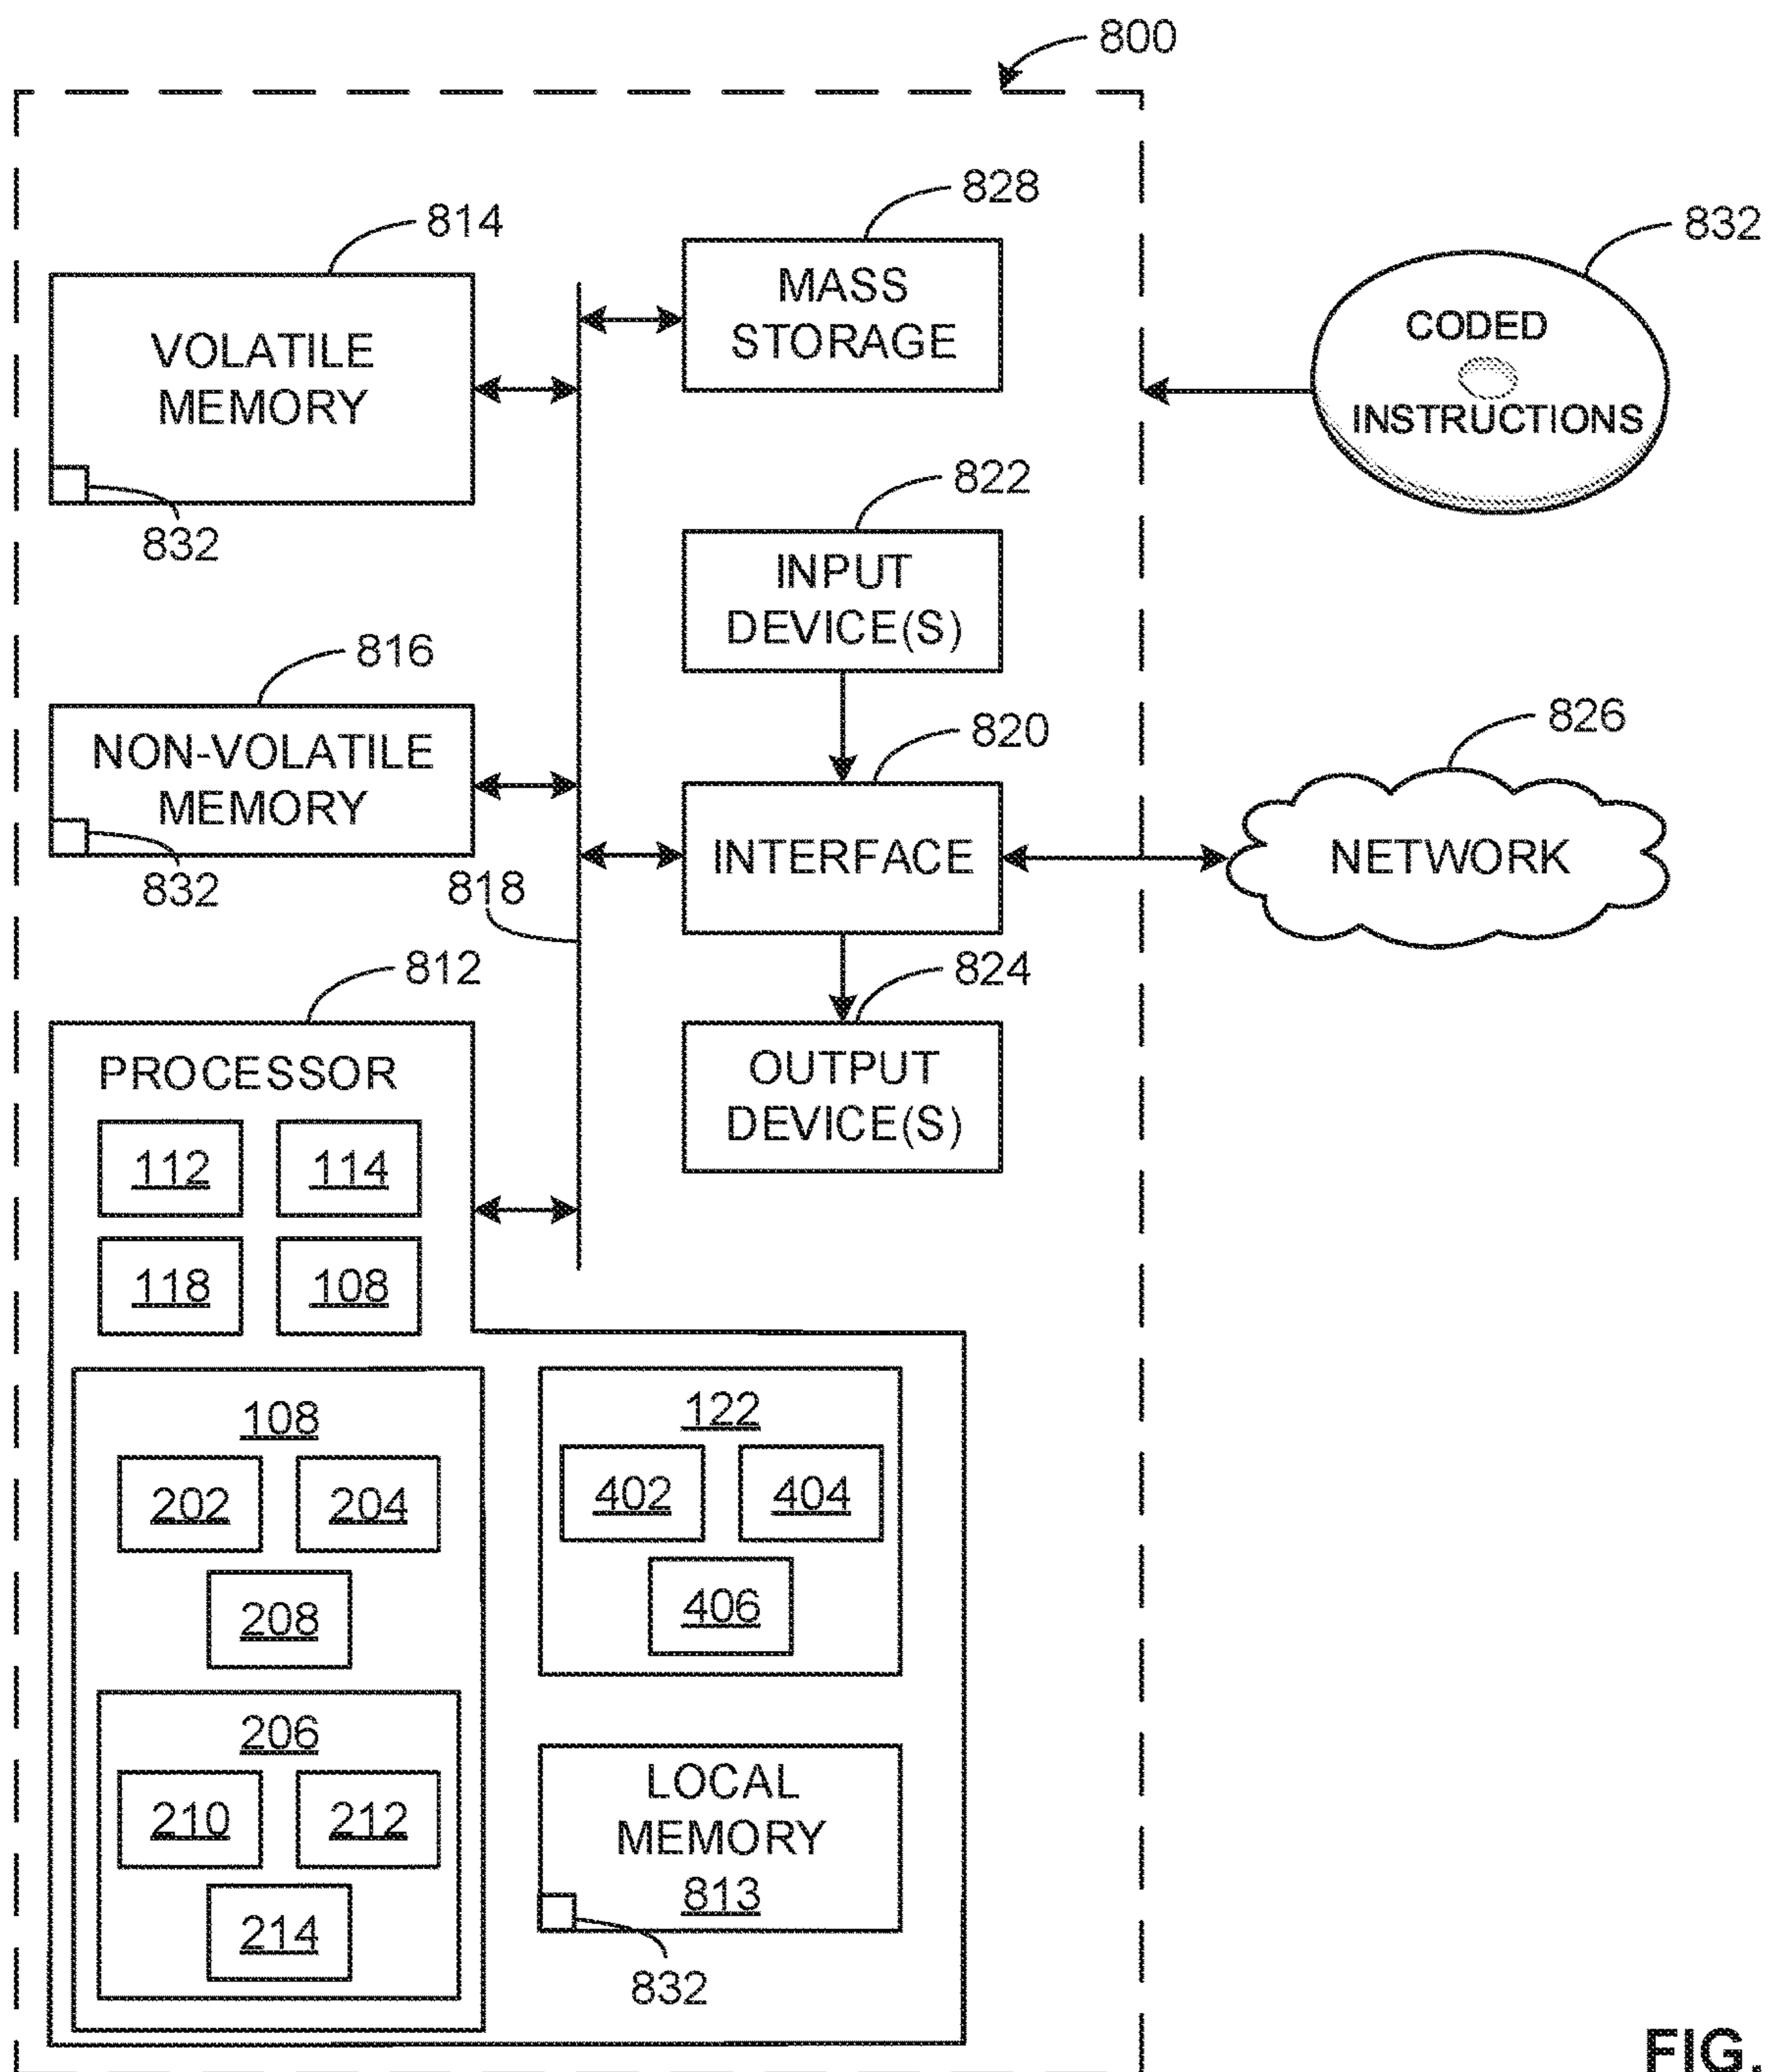 800
828
814
832
MASS
STORAGE
VOLATILE
MEMORY
CODED
INSTRUCTIONS
832
822
INPUT
DEVICE(S)
816
820
826
NON-VOLATILE
MEMORY
832
818
INTERFACE
NETWORK
812
824
PROCESSOR
OUTPUT
DEVICE(S)
112
114
118
108
108
202
204
208
206
210
212
214
122
402
404
406
LOCAL
MEMORY
813
832
FIG.